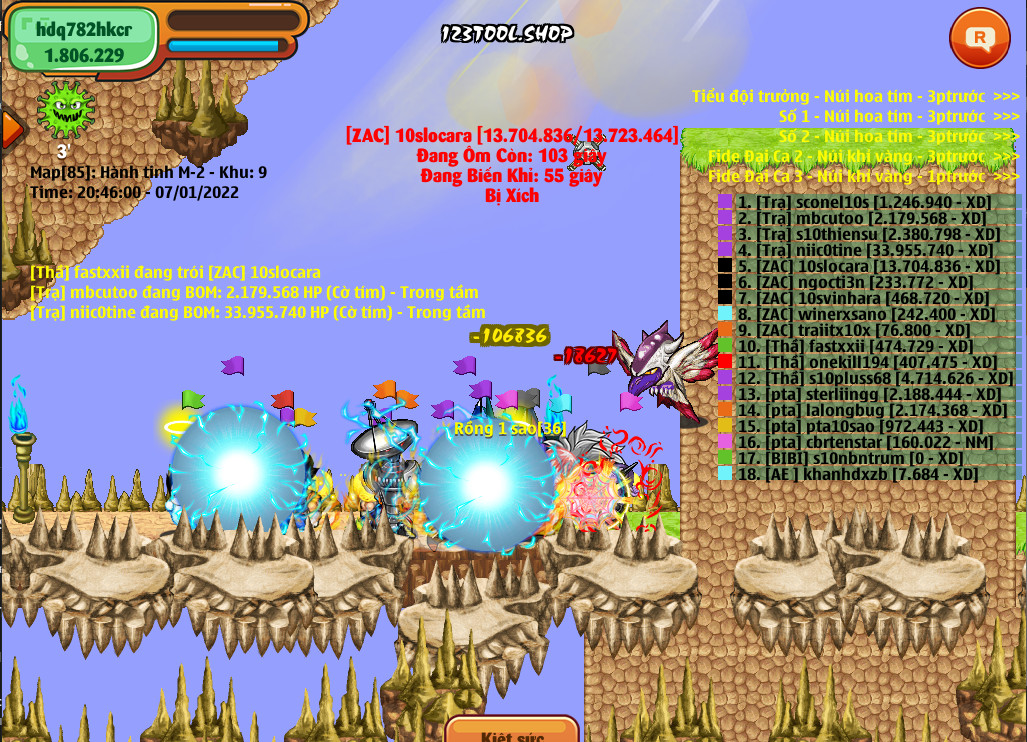 hdq782hkcr
1.806.229
123TOOL.SHOP
R
3'
Map[85]: Hành tinh M-2 - Khu: 9
Time: 20:46:00 - 07/01/2022
[ZAC] 10slocara [13.704.836/13.723.464]
Đang Ôm Còn: 103 giây
Đang Biến Khỉ: 55 giây
Bị Xích
Tiểu đội trưởng - Núi hoa tím - 3ptrước >>>
Số 1 - Núi hoa tím - 3ptrước >>>
Số 2 - Núi hoa tím - 3ptrước >>>
Fide Đại Ca 2 - Núi khỉ vàng - 3ptrước >>>
Fide Đại Ca 3 - Núi khỉ vàng - 1ptrước >>>
1. [Trạ] sconel10s [1.246.940 - XD]
2. [Trạ] mbcutoo [2.179.568 - XD]
3. [Trạ] s10thiensu [2.380.798 - XD]
4. [Trạ] niic0tine [33.955.740 - XD]
5. [ZAC] 10slocara [13.704.836 - XD]
6. [ZAC] ngocti3n [233.772 - XD]
7. [ZAC] 10svinhara [468.720 - XD]
8. [ZAC] winerxsano [242.400 - XD]
9. [ZAC] traiitx10x [76.800 - XD]
10. [Thầ] fastxxii [474.729 - XD]
11. [Thầ] onekill194 [407.475 - XD]
12. [Thầ] s10pluss68 [4.714.626 - XD]
13. [pta] sterliingg [2.188.444 - XD]
14. [pta] lalongbug [2.174.368 - XD]
15. [pta] pta10sao [972.443 - XD]
16. [pta] cbrtenstar [160.022 - NM]
17. [BIBI] s10nbntrum [0 - XD]
18. [AE ] khanhdxzb [7.684 - XD]
[Thầ] fastxxii đang trói [ZAC] 10slocara
[Trạ] mbcutoo đang BOM: 2.179.568 HP (Cờ tím) - Trong tầm
[Trạ] niic0tine đang BOM: 33.955.740 HP (Cờ tím) - Trong tầm
-106836
-18627
Rồng 1 sao[36]
Kiệt sức